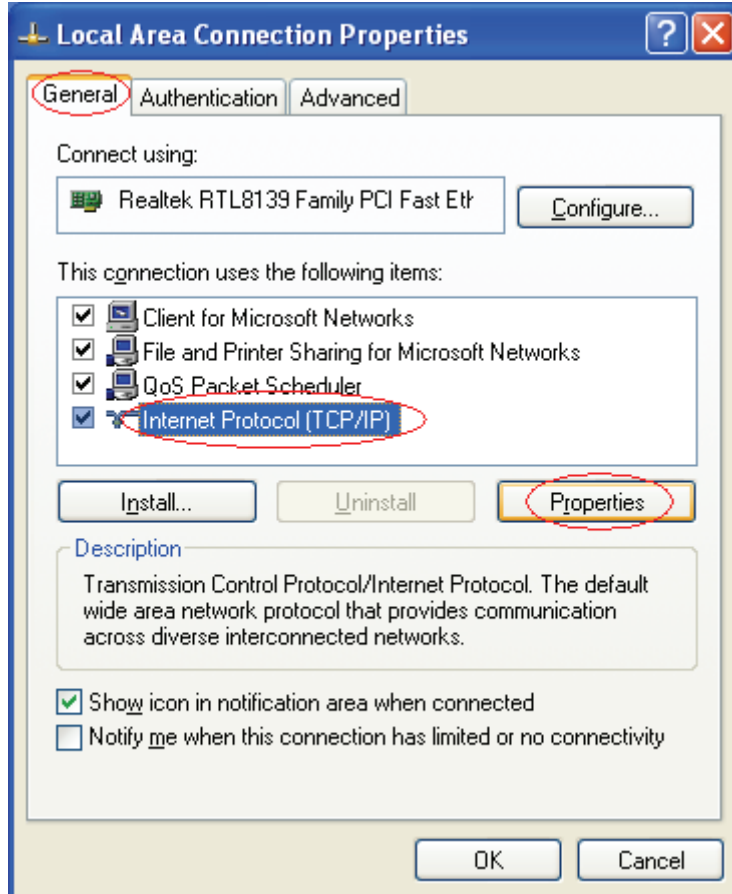 Local Area Connection Properties
General Authentication Advanced
Connect using:
Realtek RTL8139 Family PCI Fast Eth
Configure...
This connection uses the following items:
Client for Microsoft Networks
File and Printer Sharing for Microsoft Networks
QoS Packet Scheduler
Internet Protocol (TCP/IP)
Install... Uninstall Properties
Description
Transmission Control Protocol/Internet Protocol. The default
wide area network protocol that provides communication
across diverse interconnected networks.
Show icon in notification area when connected
Notify me when this connection has limited or no connectivity
OK Cancel